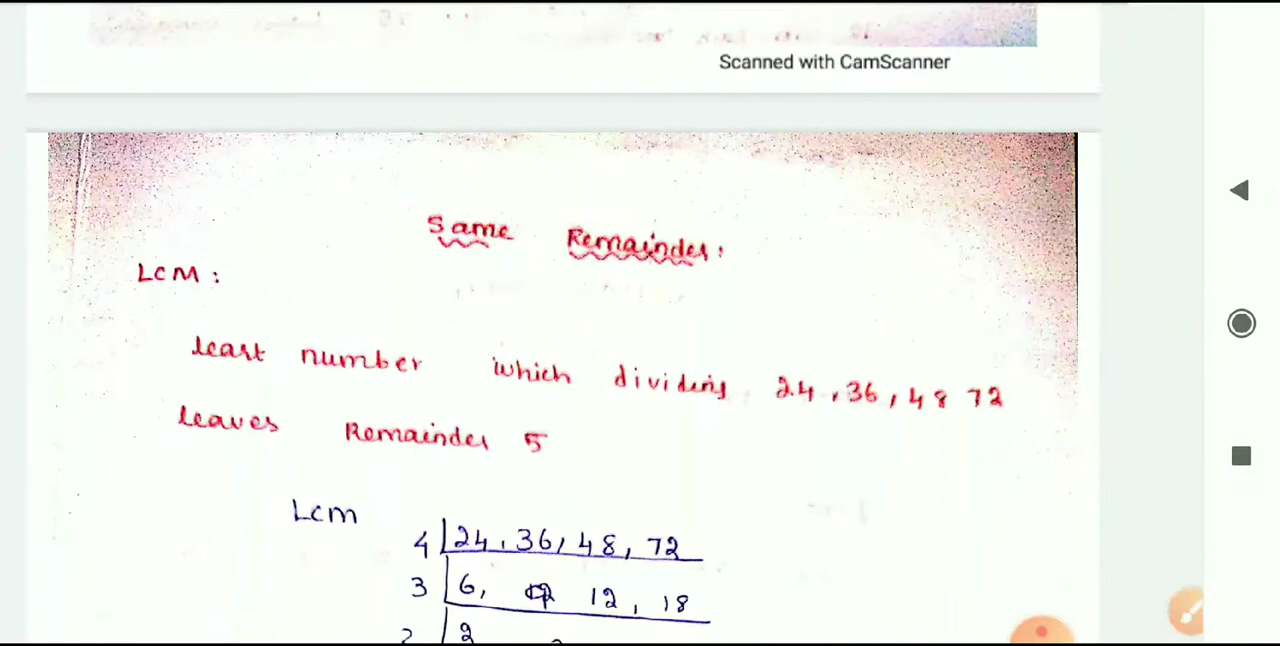 Scanned with CamScanner
Same Remainder:
LCM:
least number which dividing 24, 36, 48 72
leaves Remainder 5
Lcm
4 24, 36, 48, 72
3 6, 12, 18
2